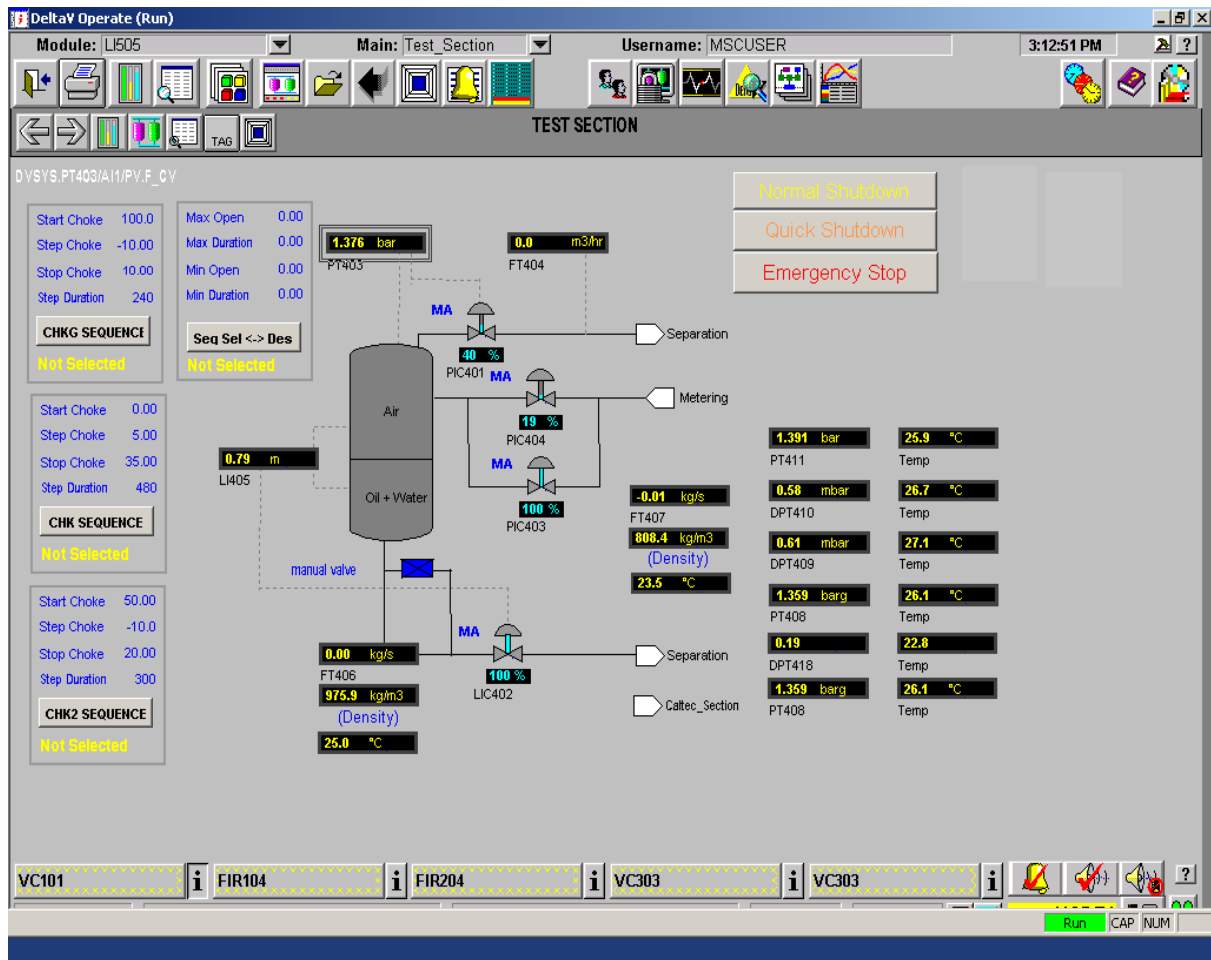 DeltaV Operate (Run)
Module: LI505 Main: Test_Section Username: MSCUSER 3:12:51 PM ?
TAG
TEST SECTION
DVSYS.PT403/AI1/PV.F_CV
Normal Shutdown
Quick Shutdown
Emergency Stop
Start Choke 100.0
Step Choke -10.00
Stop Choke 10.00
Step Duration 240
CHKG SEQUENCE
Not Selected
Max Open 0.00
Max Duration 0.00
Min Open 0.00
Min Duration 0.00
Seq Sel <-> Des
Not Selected
1.376 bar
PT403
0.0 m3/hr
FT404
MA
40 %
PIC401
Separation
MA
19 %
PIC404
Metering
MA
100 %
PIC403
Air
Oil + Water
0.79 m
LI405
Start Choke 0.00
Step Choke 5.00
Stop Choke 35.00
Step Duration 480
CHK SEQUENCE
Not Selected
-0.01 kg/s
FT407
808.4 kg/m3
(Density)
23.5 °C
1.391 bar 25.9 °C
PT411 Temp
0.58 mbar 26.7 °C
DPT410 Temp
0.61 mbar 27.1 °C
DPT409 Temp
1.359 barg 26.1 °C
PT408 Temp
0.19 22.8
DPT418 Temp
1.359 barg 26.1 °C
PT408 Temp
manual valve
Start Choke 50.00
Step Choke -10.0
Stop Choke 20.00
Step Duration 300
CHK2 SEQUENCE
Not Selected
MA
100 %
LIC402
Separation
Caltec_Section
0.00 kg/s
FT406
975.9 kg/m3
(Density)
25.0 °C
VC101 i FIR104 i FIR204 i VC303 i VC303 i ?
Run CAP NUM